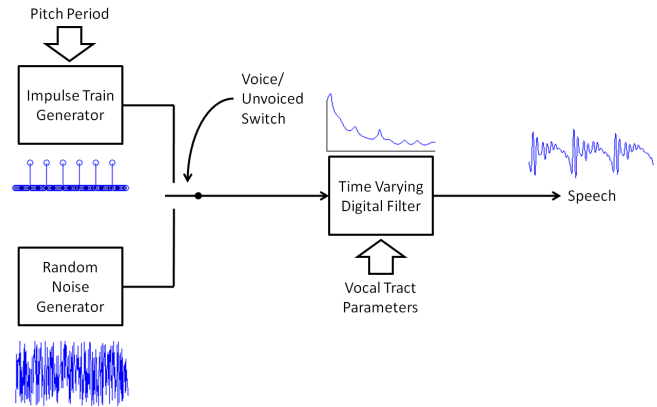 Pitch Period
Impulse Train
Generator
Voice/
Unvoiced
Switch
Time Varying
Digital Filter
Speech
Random
Noise
Generator
Vocal Tract
Parameters